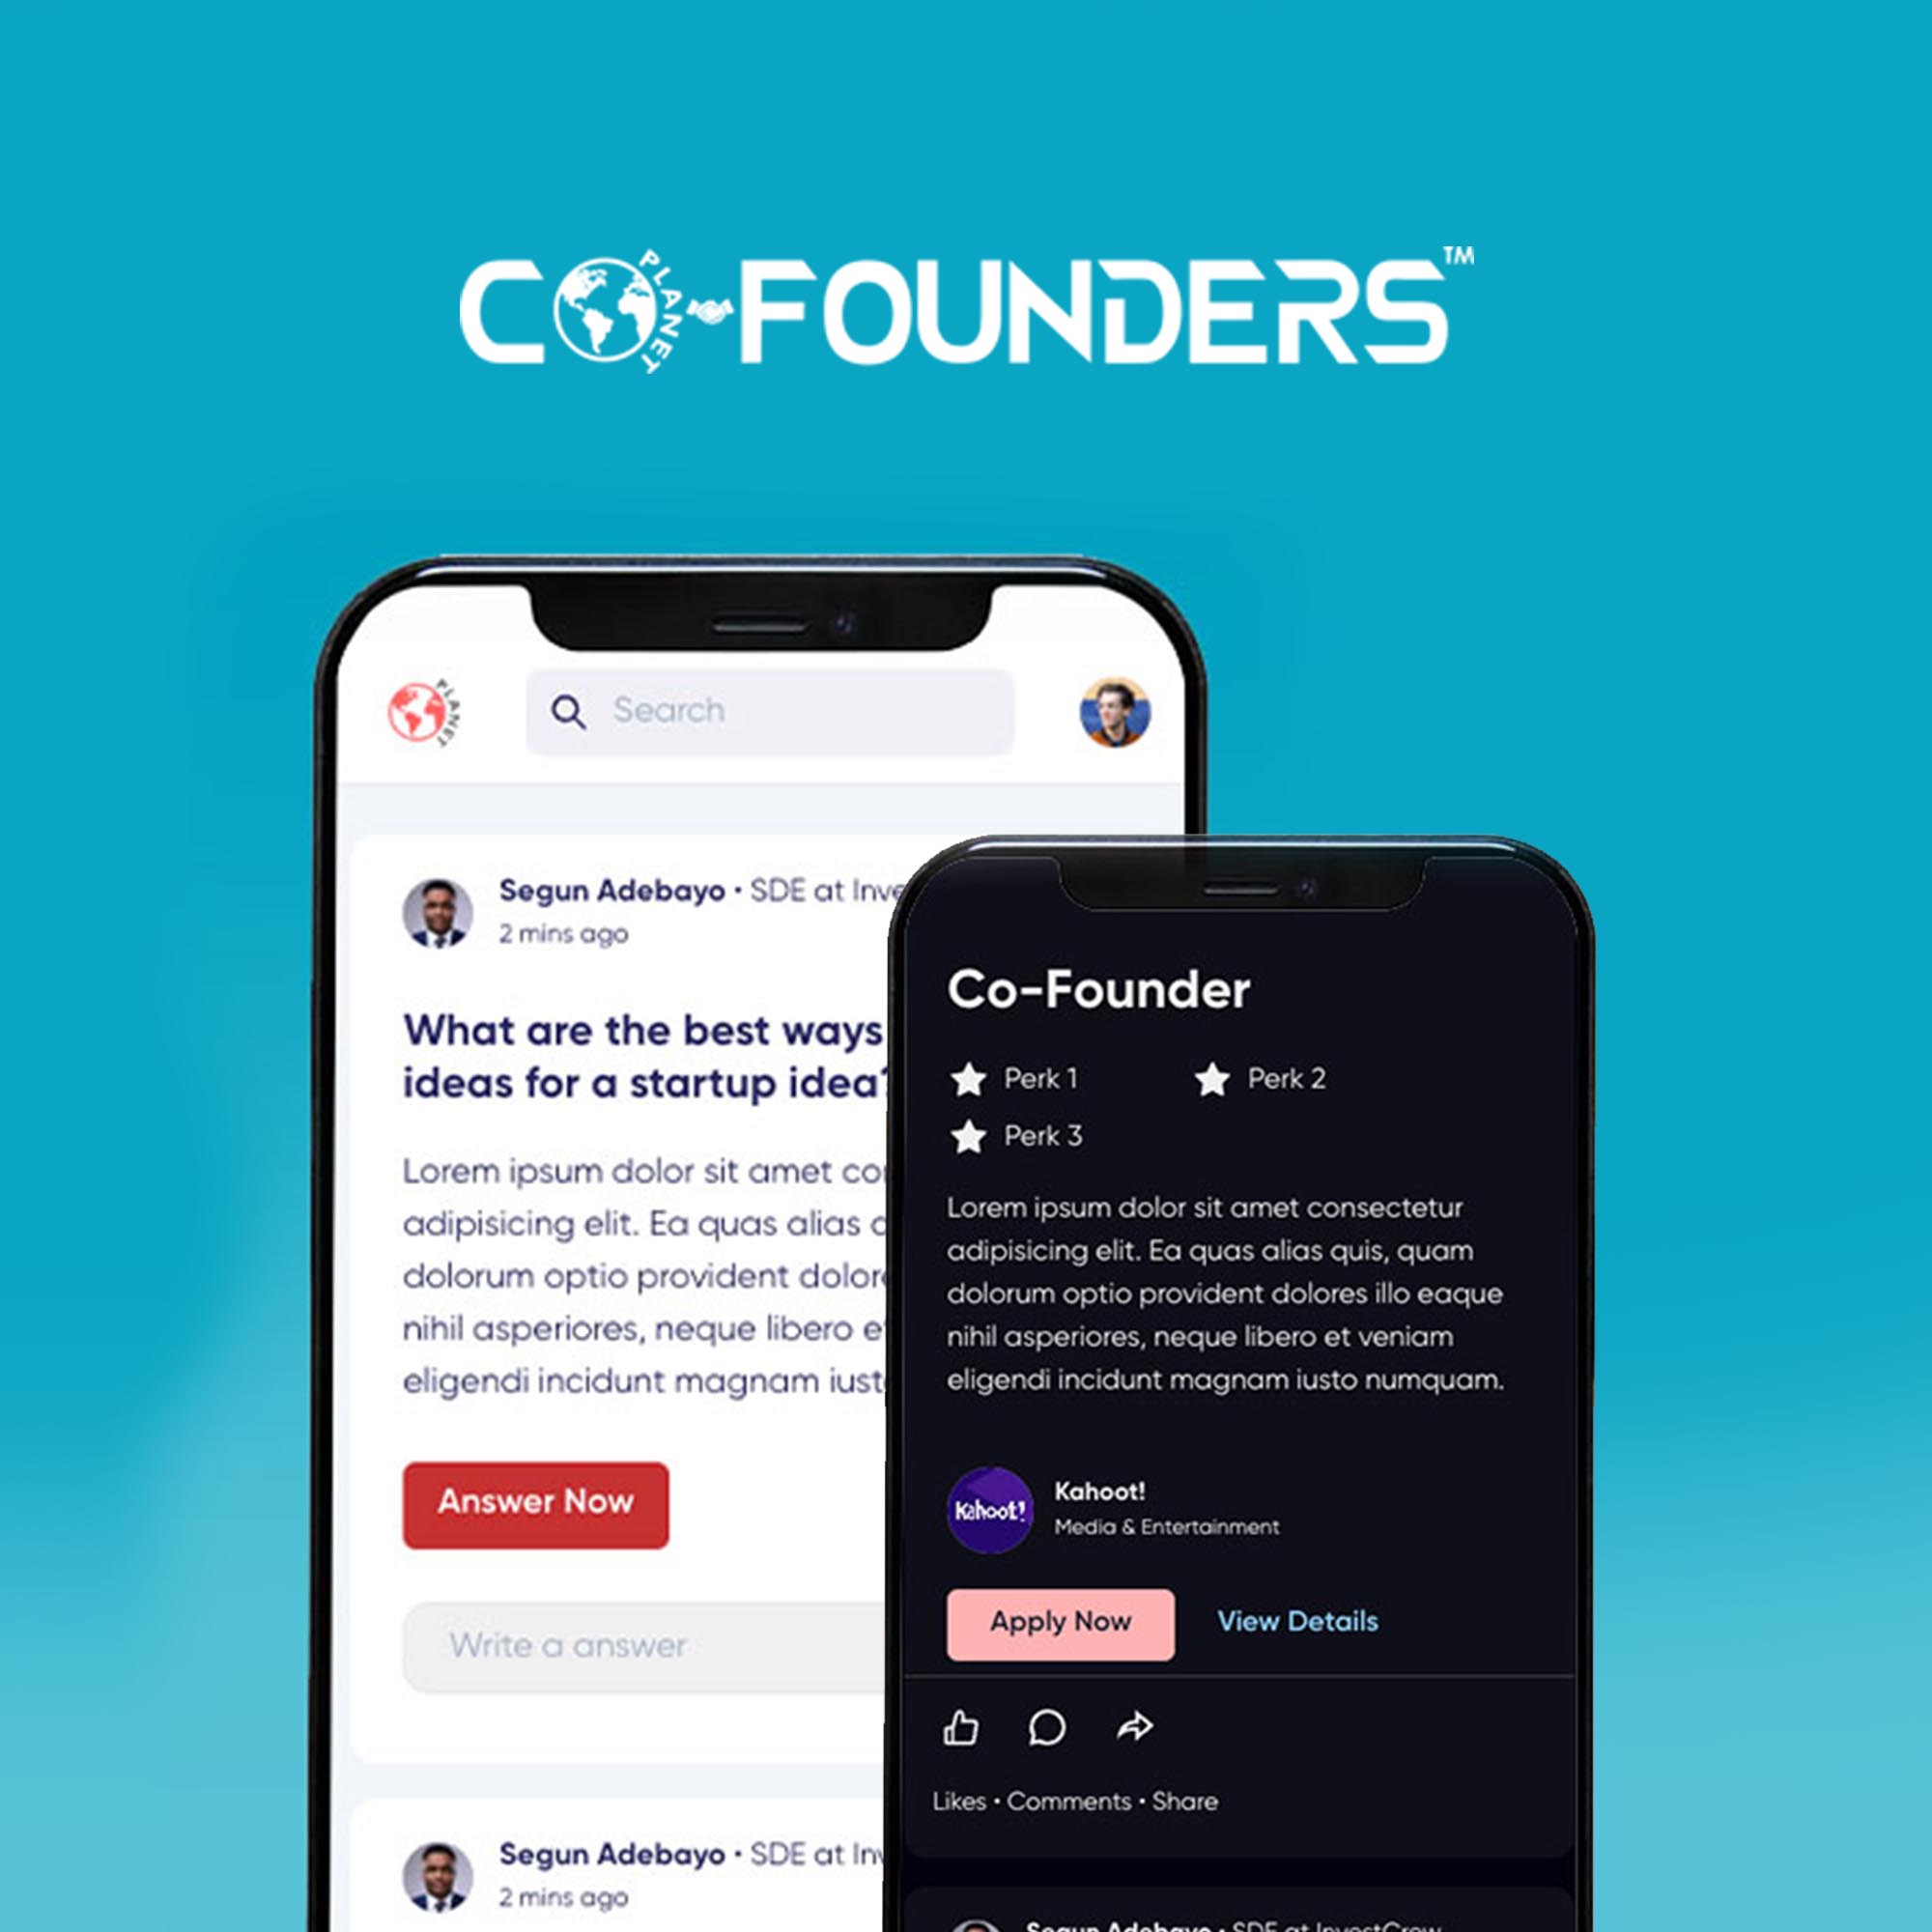 CO-FOUNDERS™
PLANET
PLANET
Search
Segun Adebayo • SDE at Inve
2 mins ago
What are the best ways
ideas for a startup idea?
Lorem ipsum dolor sit amet co
adipisicing elit. Ea quas alias
dolorum optio provident dolor
nihil asperiores, neque libero e
eligendi incidunt magnam iust
Answer Now
Write a answer
Segun Adebayo • SDE at Inv
2 mins ago
Co-Founder
Perk 1
Perk 2
Perk 3
Lorem ipsum dolor sit amet consectetur
adipisicing elit. Ea quas alias quis, quam
dolorum optio provident dolores illo eaque
nihil asperiores, neque libero et veniam
eligendi incidunt magnam iusto numquam.
Kahoot!
Kahoot!
Media & Entertainment
Apply Now
View Details
Likes • Comments • Share
Segun Adebayo • SDE at InvestCrew